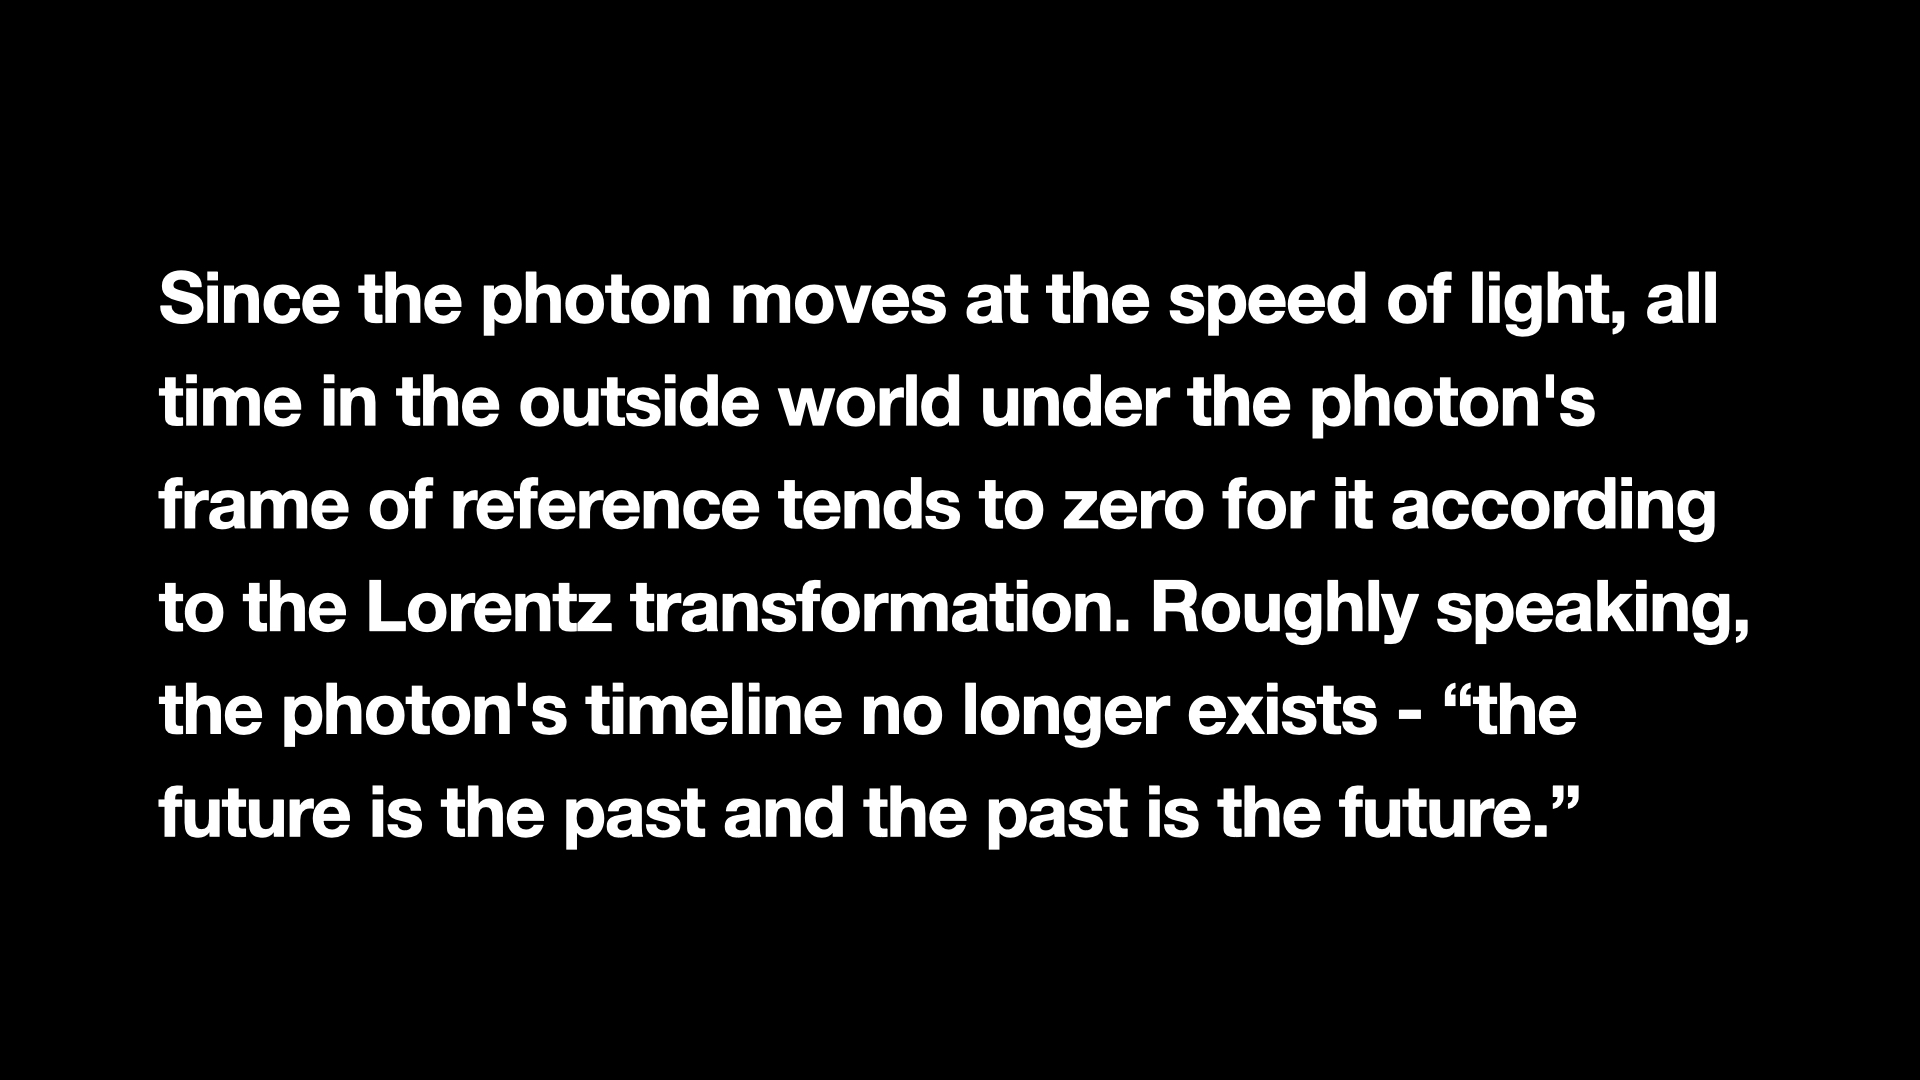 Since the photon moves at the speed of light, all
time in the outside world under the photon's
frame of reference tends to zero for it according
to the Lorentz transformation. Roughly speaking,
the photon's timeline no longer exists - “the
future is the past and the past is the future.”